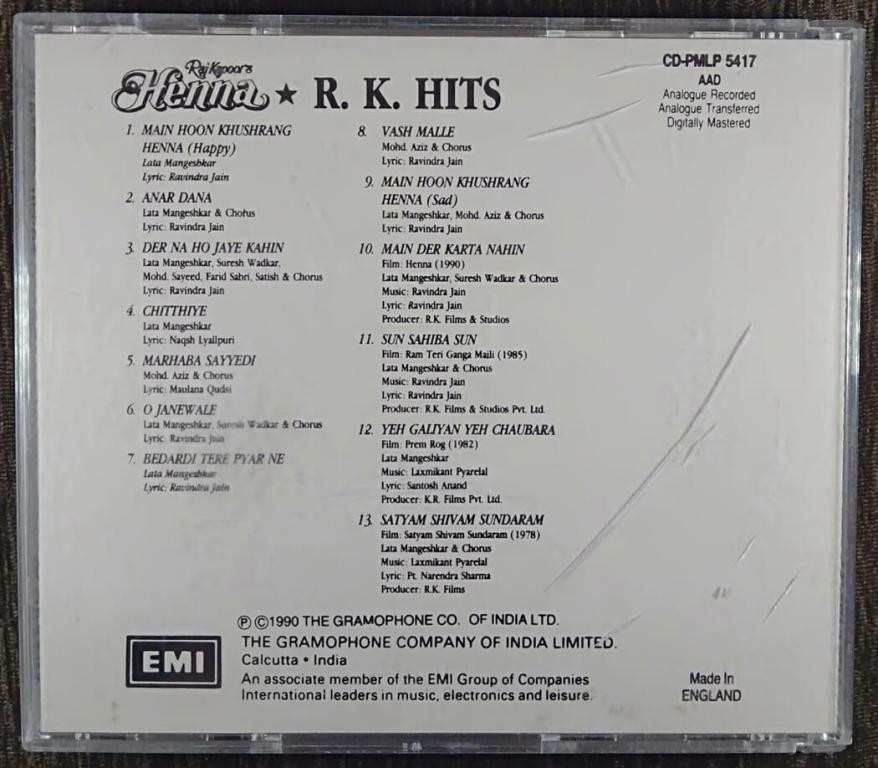 Raj Kapoor's
Henna ★ R. K. HITS
CD-PMLP 5417
AAD
Analogue Recorded
Analogue Transferred
Digitally Mastered
1. MAIN HOON KHUSHRANG
HENNA (Happy)
Lata Mangeshkar
Lyric: Ravindra Jain
2. ANAR DANA
Lata Mangeshkar & Chorus
Lyric: Ravindra Jain
3. DER NA HO JAYE KAHIN
Lata Mangeshkar, Suresh Wadkar,
Mohd. Sayeed, Farid Sabri, Satish & Chorus
Lyric: Ravindra Jain
4. CHITTHIYE
Lata Mangeshkar
Lyric: Naqsh Lyallpuri
5. MARHABA SAYYEDI
Mohd. Aziz & Chorus
Lyric: Maulana Qudsi
6. O JANEWALE
Lata Mangeshkar, Suresh Wadkar & Chorus
Lyric: Ravindra Jain
7. BEDARDI TERE PYAR NE
Lata Mangeshkar
Lyric: Ravindra Jain
8. VASH MALLE
Mohd. Aziz & Chorus
Lyric: Ravindra Jain
9. MAIN HOON KHUSHRANG
HENNA (Sad)
Lata Mangeshkar, Mohd. Aziz & Chorus
Lyric: Ravindra Jain
10. MAIN DER KARTA NAHIN
Film: Henna (1990)
Lata Mangeshkar, Suresh Wadkar & Chorus
Music: Ravindra Jain
Lyric: Ravindra Jain
Producer: R.K. Films & Studios
11. SUN SAHIBA SUN
Film: Ram Teri Ganga Maili (1985)
Lata Mangeshkar & Chorus
Music: Ravindra Jain
Lyric: Ravindra Jain
Producer: R.K. Films & Studios Pvt. Ltd.
12. YEH GALIYAN YEH CHAUBARA
Film: Prem Rog (1982)
Lata Mangeshkar
Music: Laxmikant Pyarelal
Lyric: Santosh Anand
Producer: K.R. Films Pvt. Ltd.
13. SATYAM SHIVAM SUNDARAM
Film: Satyam Shivam Sundaram (1978)
Lata Mangeshkar & Chorus
Music: Laxmikant Pyarelal
Lyric: Pt. Narendra Sharma
Producer: R.K. Films
℗ ©1990 THE GRAMOPHONE CO. OF INDIA LTD.
EMI
THE GRAMOPHONE COMPANY OF INDIA LIMITED.
Calcutta • India
An associate member of the EMI Group of Companies
International leaders in music, electronics and leisure.
Made In
ENGLAND